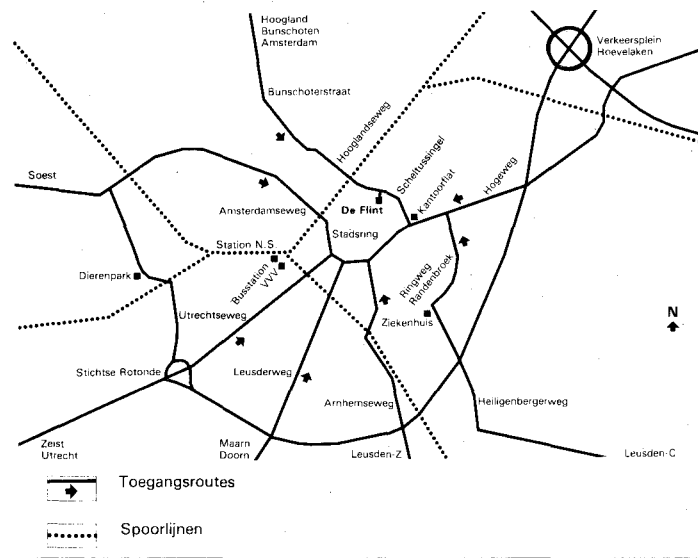 Hoogland
Bunschoten
Amsterdam
Verkeersplein
Hoevelaken
Bunschoterstraat
Hooglandseweg
Soest
Scheltussingel
Kantoorflat
Hogeweg
Amsterdamseweg
De Flint
Stadsring
Station N.S.
Busstation
VVV
Dierenpark
Ringweg
Randenbroek
Ziekenhuis
N
Utrechtseweg
Stichtse Rotonde
Leusderweg
Arnhemseweg
Heiligenbergerweg
Zeist
Utrecht
Maarn
Doorn
Leusden-Z
Leusden-C
Toegangsroutes
Spoorlijnen